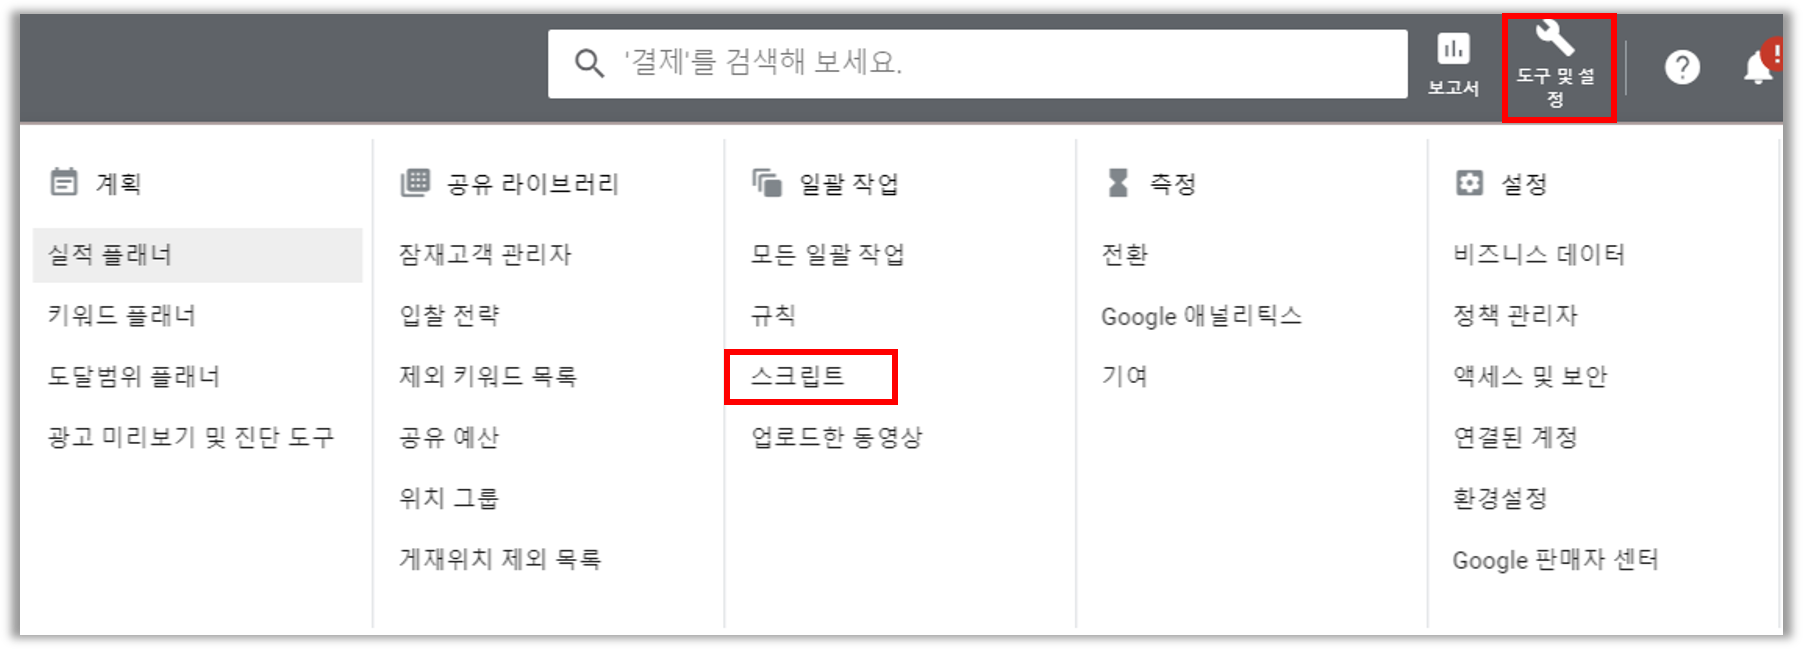 '결제'를 검색해 보세요.
보고서
도구 및 설
정
?
!
계획
실적 플래너
키워드 플래너
도달범위 플래너
광고 미리보기 및 진단 도구
공유 라이브러리
잠재고객 관리자
입찰 전략
제외 키워드 목록
공유 예산
위치 그룹
게재위치 제외 목록
일괄 작업
모든 일괄 작업
규칙
스크립트
업로드한 동영상
측정
전환
Google 애널리틱스
기여
설정
비즈니스 데이터
정책 관리자
액세스 및 보안
연결된 계정
환경설정
Google 판매자 센터